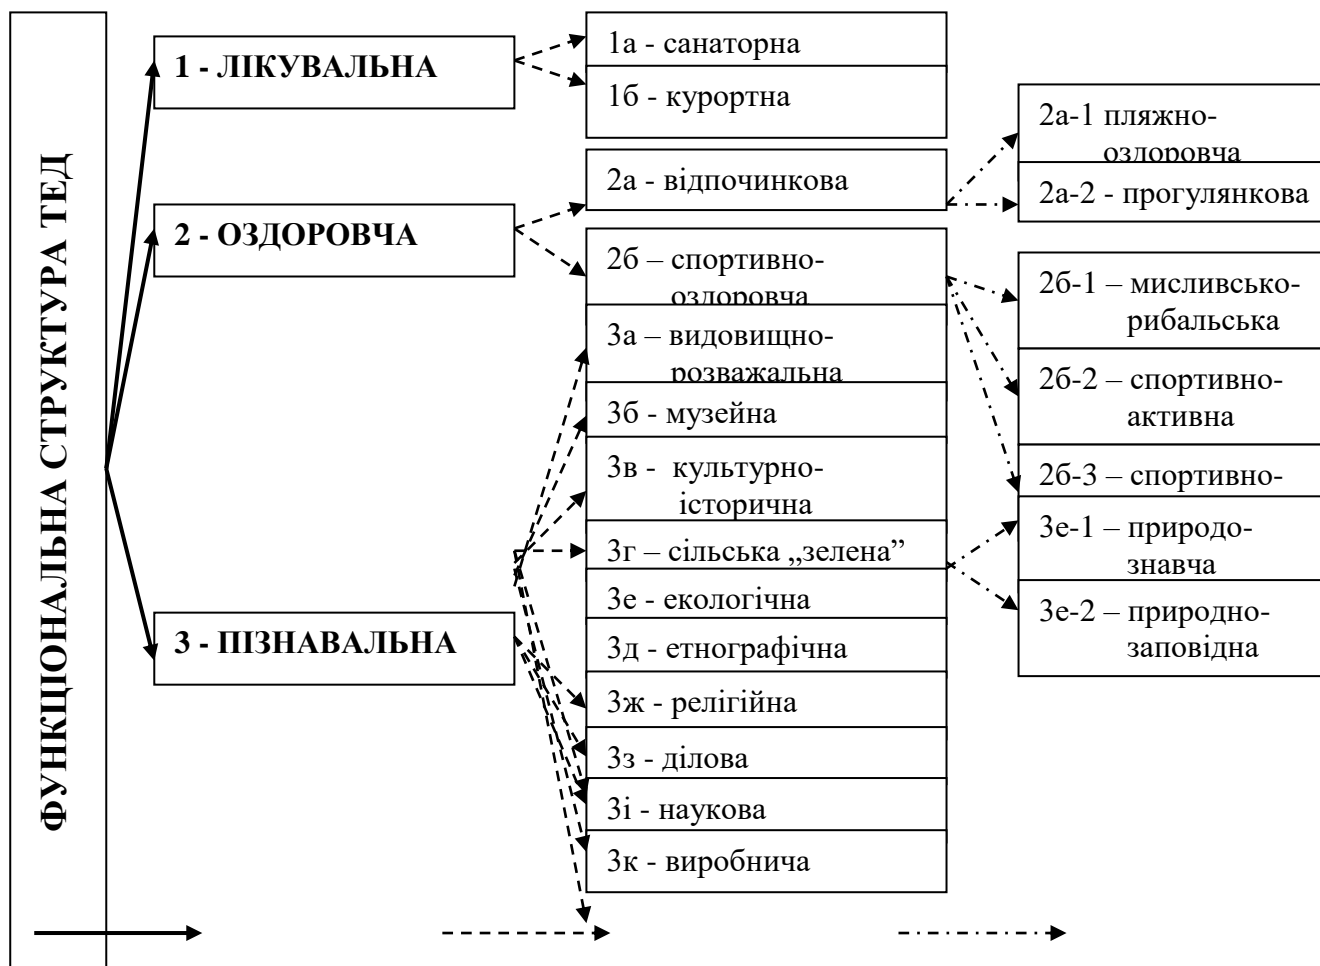 ФУНКЦІОНАЛЬНА СТРУКТУРА ТЕД
1 - ЛІКУВАЛЬНА
2 - ОЗДОРОВЧА
3 - ПІЗНАВАЛЬНА
1а - санаторна
1б - курортна
2а - відпочинкова
2б – спортивно-
оздоровча
3а – видовищно-
розважальна
3б - музейна
3в - культурно-
історична
3г – сільська „зелена”
3е - екологічна
3д - етнографічна
3ж - релігійна
3з - ділова
3і - наукова
3к - виробнича
2а-1 пляжно-
оздоровча
2а-2 - прогулянкова
2б-1 – мисливсько-
рибальська
2б-2 – спортивно-
активна
2б-3 – спортивно-
3е-1 – природо-
знавча
3е-2 – природно-
заповідна